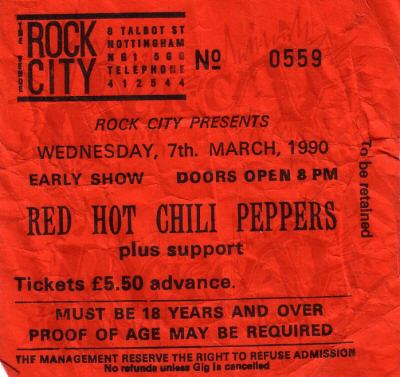 THE VENUE
ROCK CITY
8 TALBOT ST
NOTTINGHAM
NG1 5GG
TELEPHONE
412544
No 0559
ROCK CITY PRESENTS
WEDNESDAY, 7th. MARCH, 1990
EARLY SHOW DOORS OPEN 8 PM
RED HOT CHILI PEPPERS
plus support
Tickets £5.50 advance.
To be retained
MUST BE 18 YEARS AND OVER
PROOF OF AGE MAY BE REQUIRED
THE MANAGEMENT RESERVE THE RIGHT TO REFUSE ADMISSION
No refunds unless Gig is cancelled